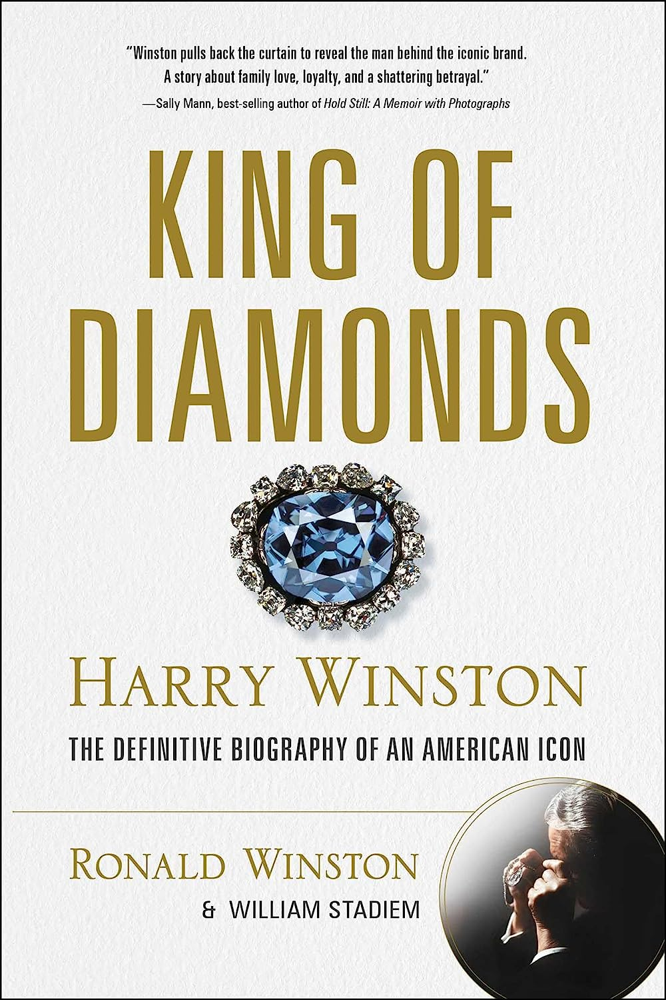 “Winston pulls back the curtain to reveal the man behind the iconic brand.
A story about family love, loyalty, and a shattering betrayal.”
—Sally Mann, best-selling author of Hold Still: A Memoir with Photographs
KING OF
DIAMONDS
HARRY WINSTON
THE DEFINITIVE BIOGRAPHY OF AN AMERICAN ICON
RONALD WINSTON
& WILLIAM STADIEM